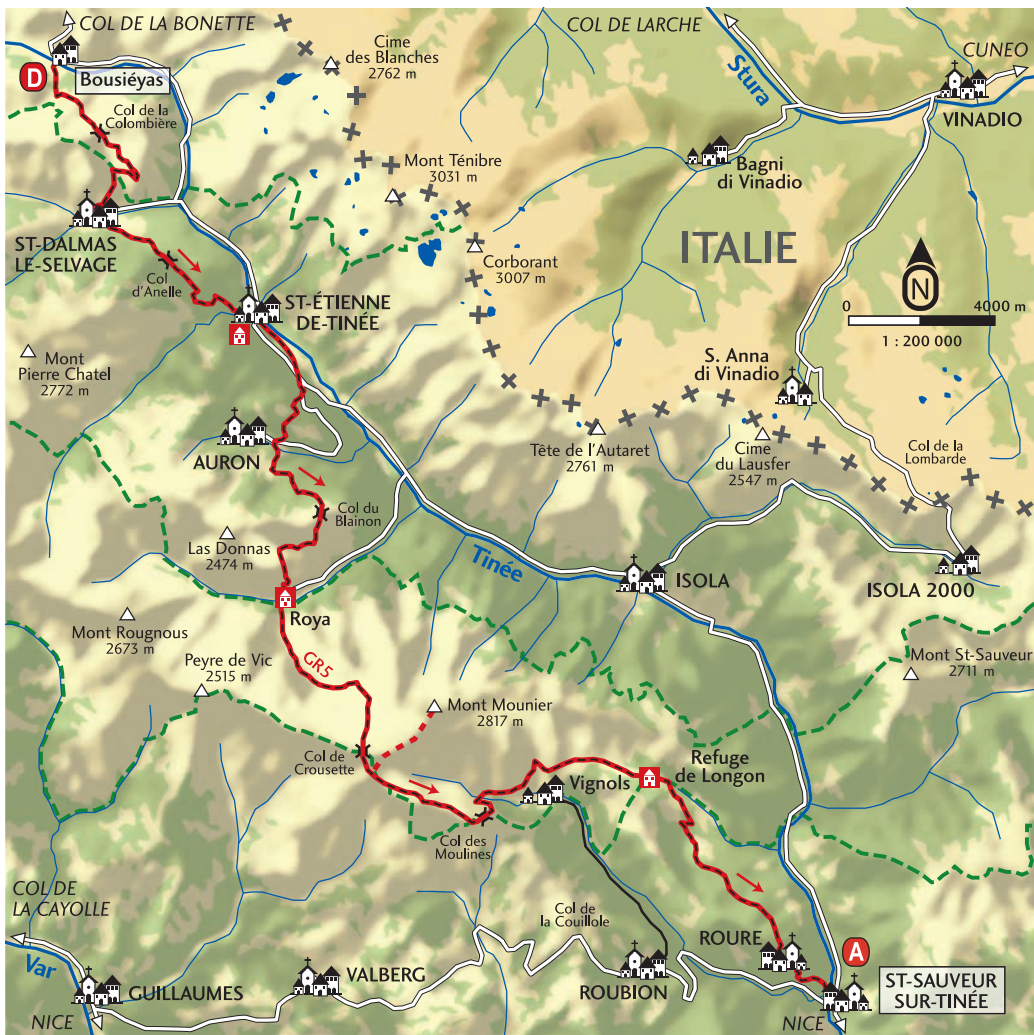 COL DE LA BONETTE
Cime
des Blanches
2762 m
COL DE LARCHE
CUNEO
D
Bousiéyas
Stura
Col de la
Colombière
VINADIO
Mont Ténibre
3031 m
Bagni
di Vinadio
ST-DALMAS
LE-SELVAGE
ITALIE
Corborant
3007 m
N
Col
d'Anelle
ST-ÉTIENNE
DE-TINÉE
0
4000 m
1 : 200 000
Mont
Pierre Chatel
2772 m
S. Anna
di Vinadio
AURON
Tête de l'Autaret
2761 m
Cime
du Lausfer
2547 m
Col de la
Lombarde
Col du
Blainon
Las Donnas
2474 m
Tinée
ISOLA
ISOLA 2000
Roya
Mont Rougnous
2673 m
GR5
Peyre de Vic
2515 m
Mont St-Sauveur
2711 m
Mont Mounier
2817 m
Col de
Crousette
Refuge
de Longon
Vignols
Col des
Moulines
COL DE
LA CAYOLLE
Col de
la Couillole
ROURE
A
Var
VALBERG
GUILLAUMES
ROUBION
ST-SAUVEUR
SUR-TINÉE
NICE
NICE